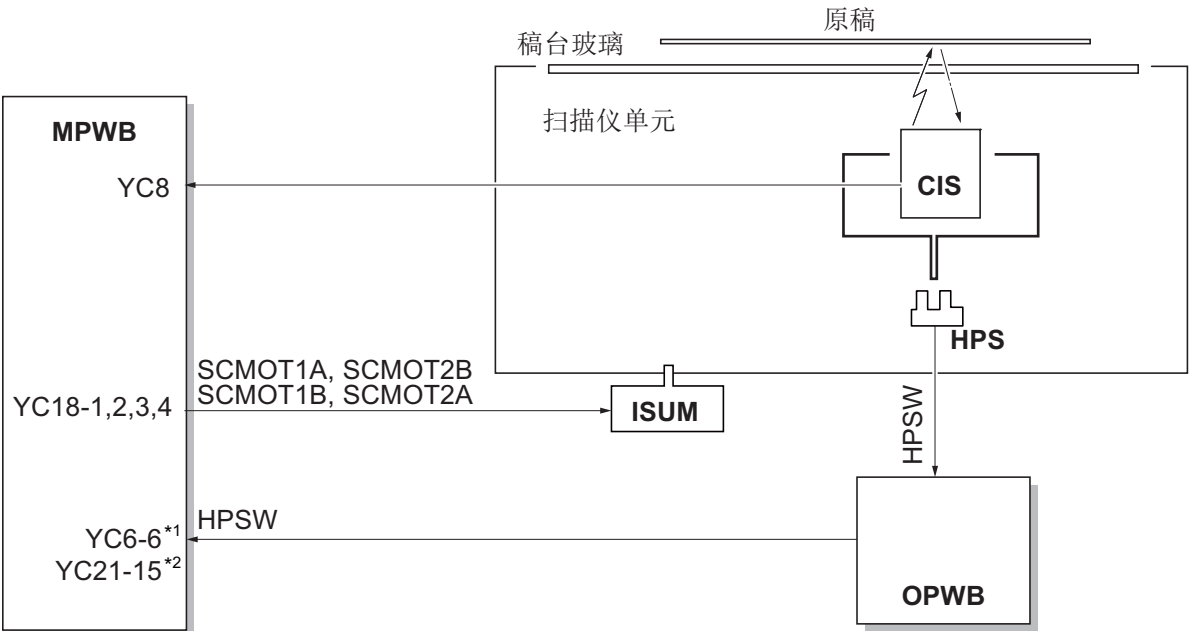 原稿
稿台玻璃
扫描仪单元
MPWB
YC8
CIS
HPS
SCMOT1A, SCMOT2B
SCMOT1B, SCMOT2A
YC18-1,2,3,4
ISUM
HPSW
HPSW
YC6-6*1
YC21-15*2
OPWB